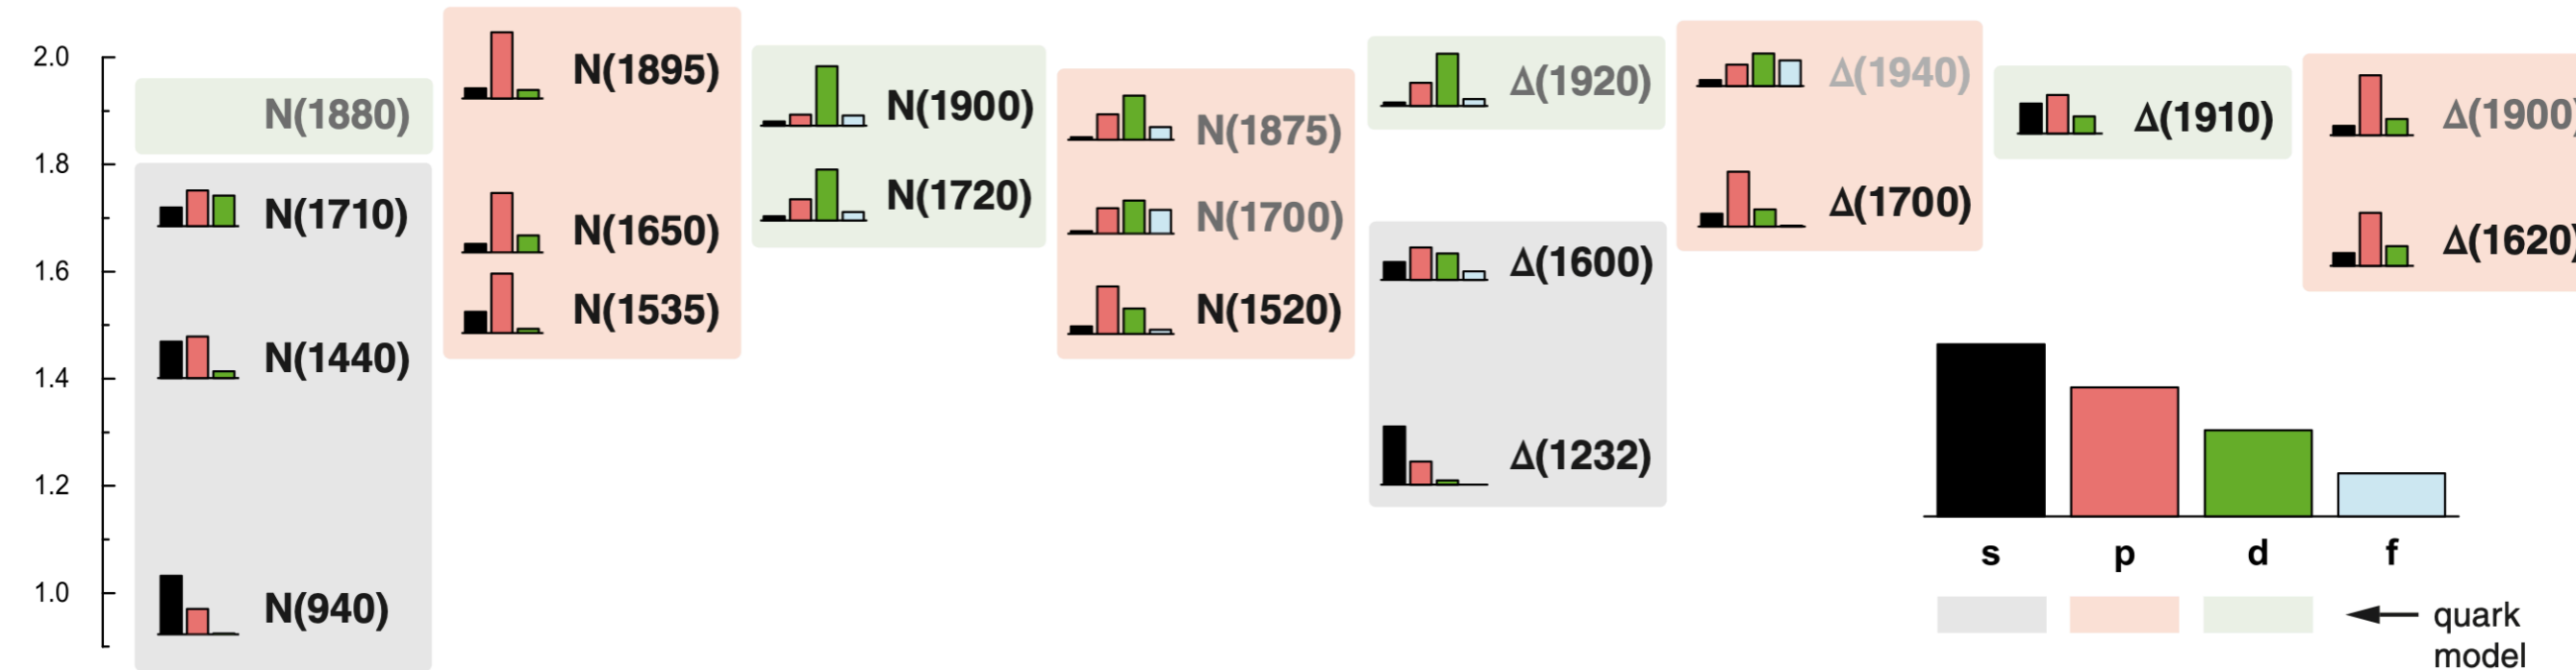 2.0
1.8
1.6
1.4
1.2
1.0
N(1880)
N(1710)
N(1440)
N(940)
N(1895)
N(1650)
N(1535)
N(1900)
N(1720)
N(1875)
N(1700)
N(1520)
Δ(1920)
Δ(1600)
Δ(1232)
Δ(1940)
Δ(1700)
Δ(1910)
Δ(1900)
Δ(1620)
s p d f
quark
model